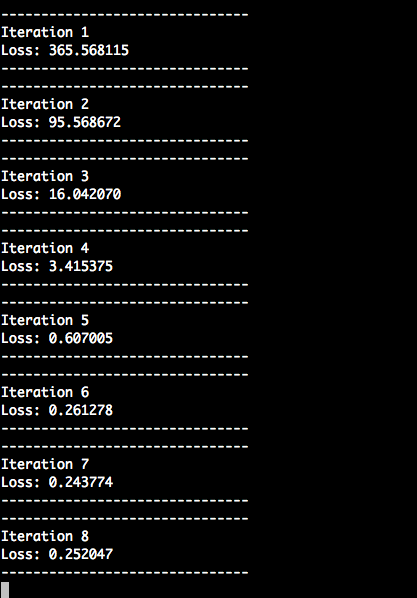 -------------------------------
Iteration 1
Loss: 365.568115
-------------------------------
-------------------------------
Iteration 2
Loss: 95.568672
-------------------------------
-------------------------------
Iteration 3
Loss: 16.042070
-------------------------------
-------------------------------
Iteration 4
Loss: 3.415375
-------------------------------
-------------------------------
Iteration 5
Loss: 0.607005
-------------------------------
-------------------------------
Iteration 6
Loss: 0.261278
-------------------------------
-------------------------------
Iteration 7
Loss: 0.243774
-------------------------------
-------------------------------
Iteration 8
Loss: 0.252047
-------------------------------